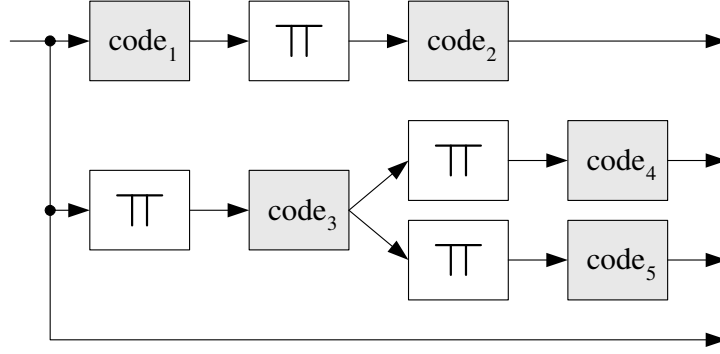 code₁ π code₂
π code₄
π code₃
π code₅